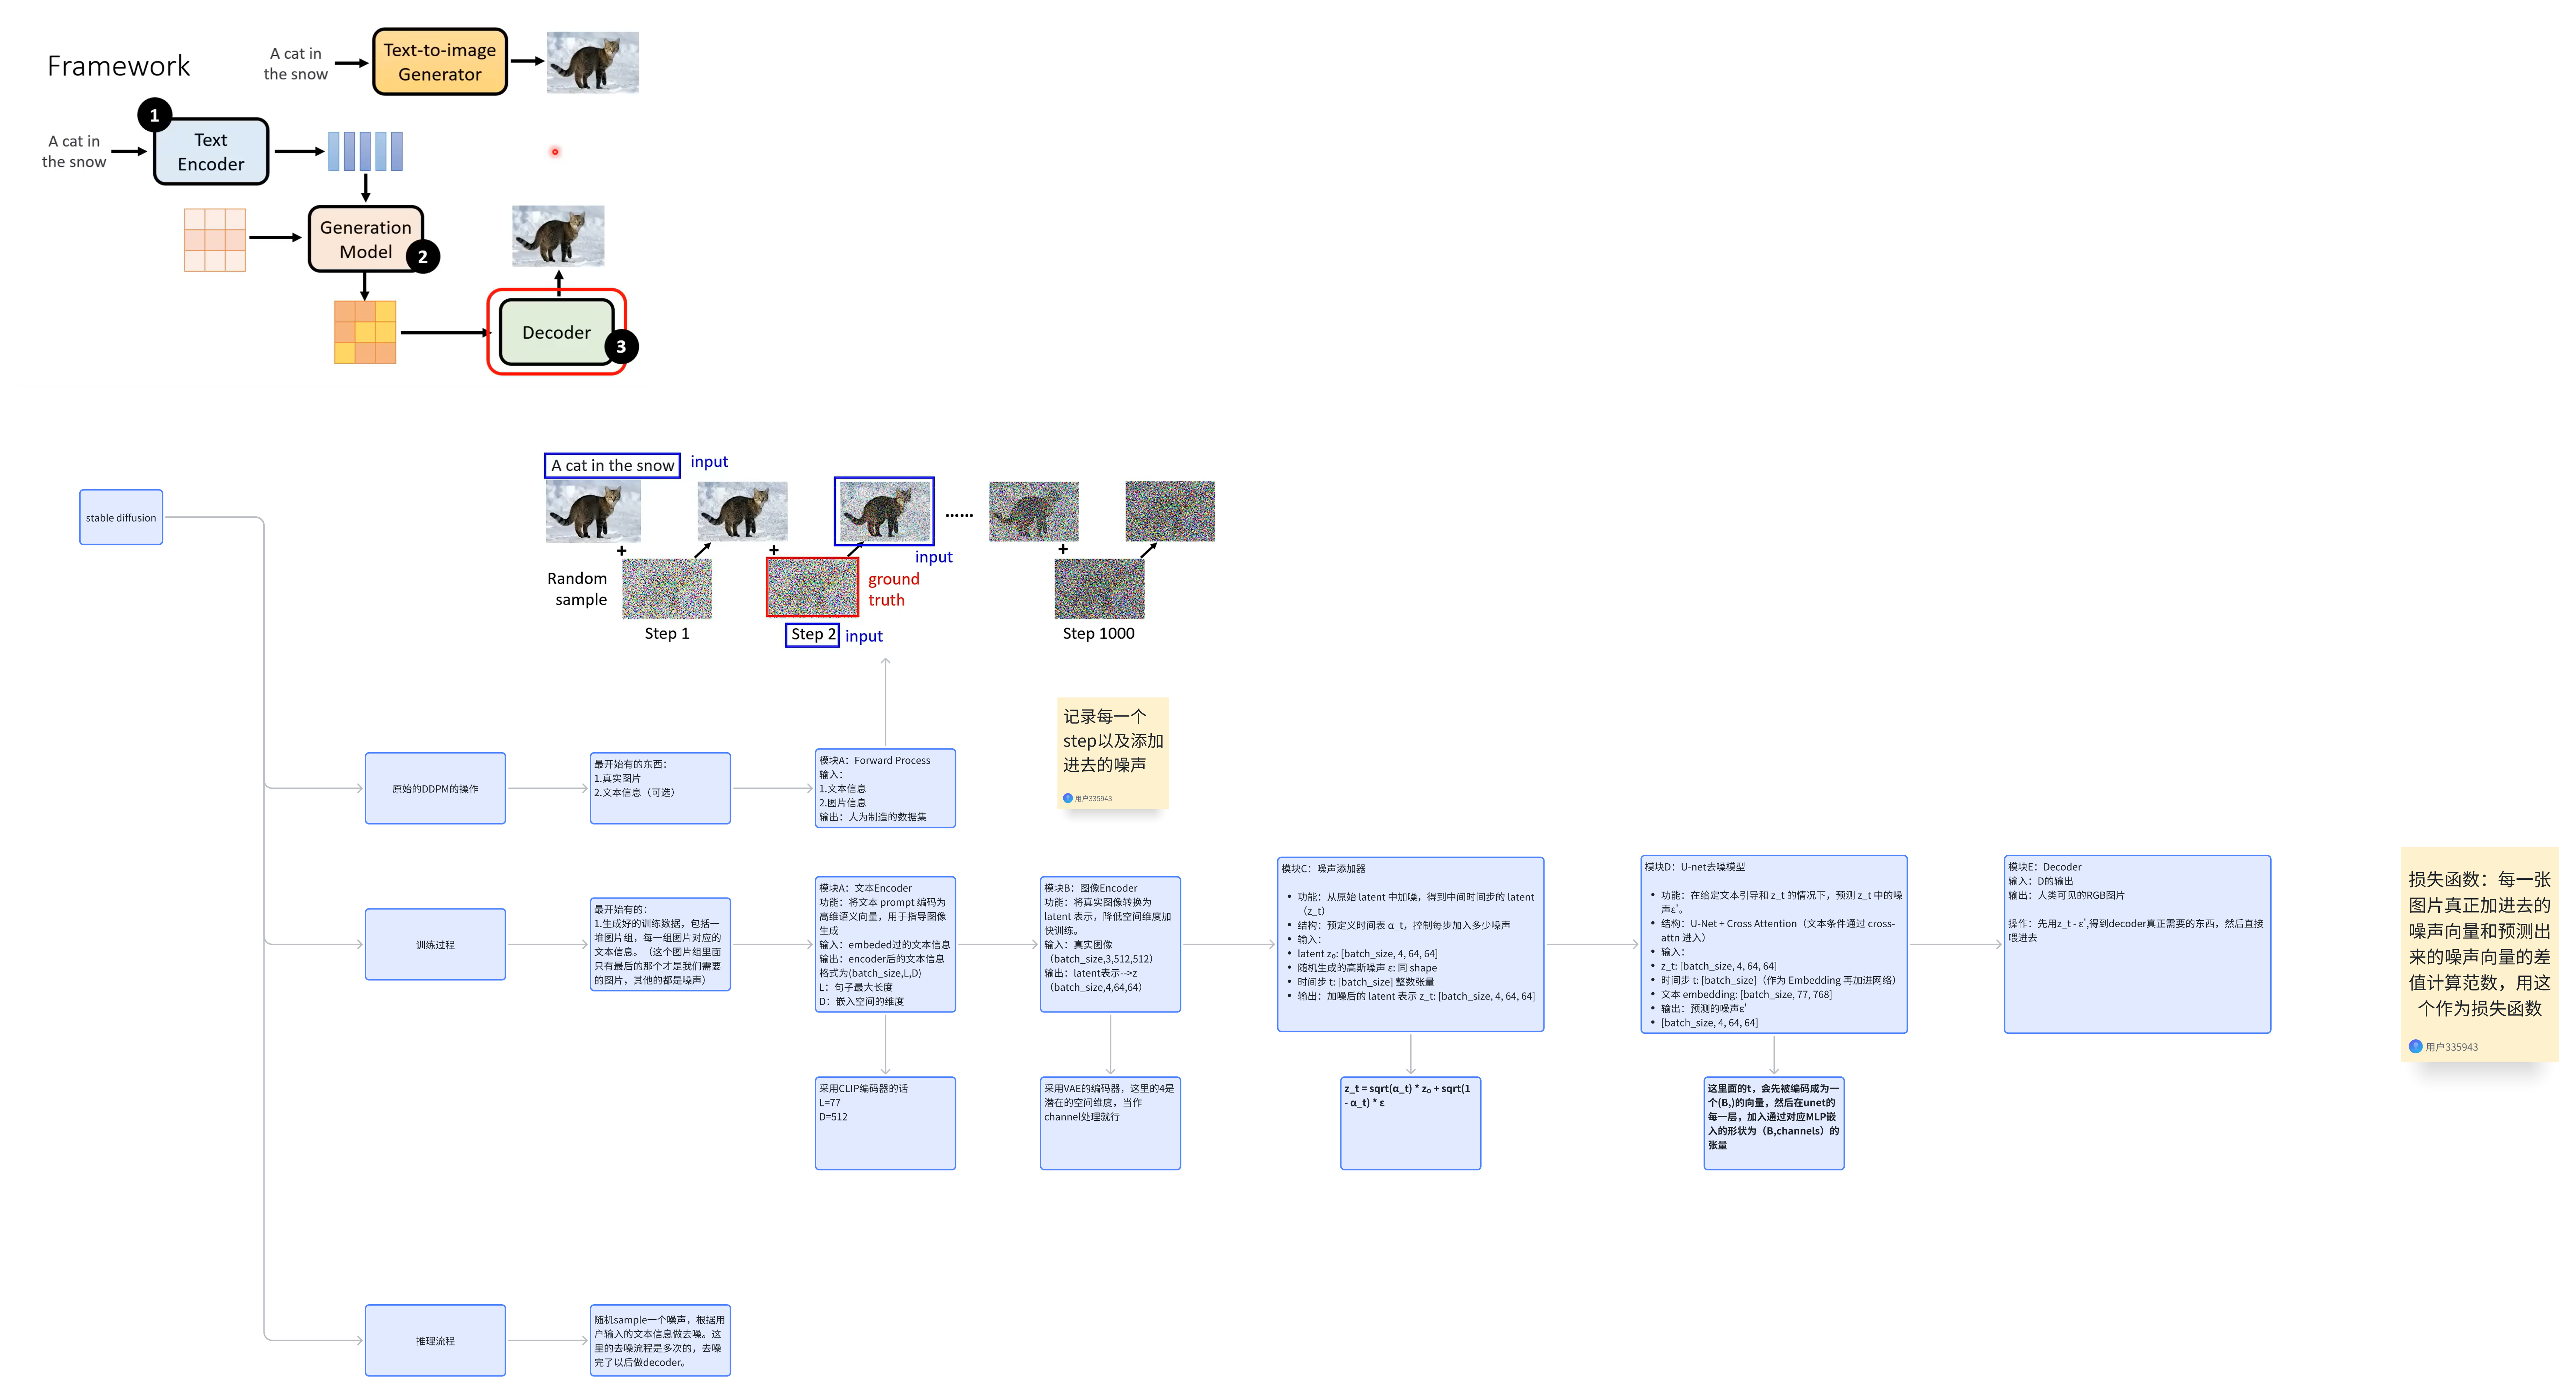 Framework
A cat in
the snow
Text-to-image
Generator
1
A cat in
the snow
Text
Encoder
Generation
Model
2
Decoder
3
A cat in the snow
input
......
+
+
+
input
Random
sample
ground
truth
Step 1
Step 2
input
Step 1000
stable diffusion
记录每一个
step以及添加
进去的噪声
用户335943
原始的DDPM的操作
最开始有的东西：
1.真实图片
2.文本信息（可选）
模块A：Forward Process
输入：
1.文本信息
2.图片信息
输出：人为制造的数据集
训练过程
最开始有的：
1.生成好的训练数据，包括一
堆图片组，每一组图片对应的
文本信息。（这个图片组里面
只有最后的那个才是我们需要
的图片，其他的都是噪声）
模块A：文本Encoder
功能：将文本 prompt 编码为
高维语义向量，用于指导图像
生成
输入：embeded过的文本信息
输出：encoder后的文本信息
格式为(batch_size,L,D)
L：句子最大长度
D：嵌入空间的维度
模块B：图像Encoder
功能：将真实图像转换为
latent 表示，降低空间维度加
快训练。
输入：真实图像
（batch_size,3,512,512）
输出：latent表示-->z
（batch_size,4,64,64）
模块C：噪声添加器
• 功能：从原始 latent 中加噪，得到中间时间步的 latent
（z_t）
• 结构：预定义时间表 α_t，控制每步加入多少噪声
• 输入：
• latent z₀: [batch_size, 4, 64, 64]
• 随机生成的高斯噪声 ε: 同 shape
• 时间步 t: [batch_size] 整数张量
• 输出：加噪后的 latent 表示 z_t: [batch_size, 4, 64, 64]
模块D：U-net去噪模型
• 功能：在给定文本引导和 z_t 的情况下，预测 z_t 中的噪
声ε'。
• 结构：U-Net + Cross Attention（文本条件通过 cross-
attn 进入）
• 输入：
• z_t: [batch_size, 4, 64, 64]
• 时间步 t: [batch_size]（作为 Embedding 再加进网络）
• 文本 embedding: [batch_size, 77, 768]
• 输出：预测的噪声ε'
• [batch_size, 4, 64, 64]
模块E：Decoder
输入：D的输出
输出：人类可见的RGB图片
操作：先用z_t - ε',得到decoder真正需要的东西，然后直接
喂进去
损失函数：每一张
图片真正加进去的
噪声向量和预测出
来的噪声向量的差
值计算范数，用这
个作为损失函数
用户335943
采用CLIP编码器的话
L=77
D=512
采用VAE的编码器，这里的4是
潜在的空间维度，当作
channel处理就行
z_t = sqrt(α_t) * z₀ + sqrt(1
- α_t) * ε
这里面的t，会先被编码成为一
个(B,)的向量，然后在unet的
每一层，加入通过对应MLP嵌
入的形状为（B,channels）的
张量
推理流程
随机sample一个噪声，根据用
户输入的文本信息做去噪。这
里的去噪流程是多次的，去噪
完了以后做decoder。